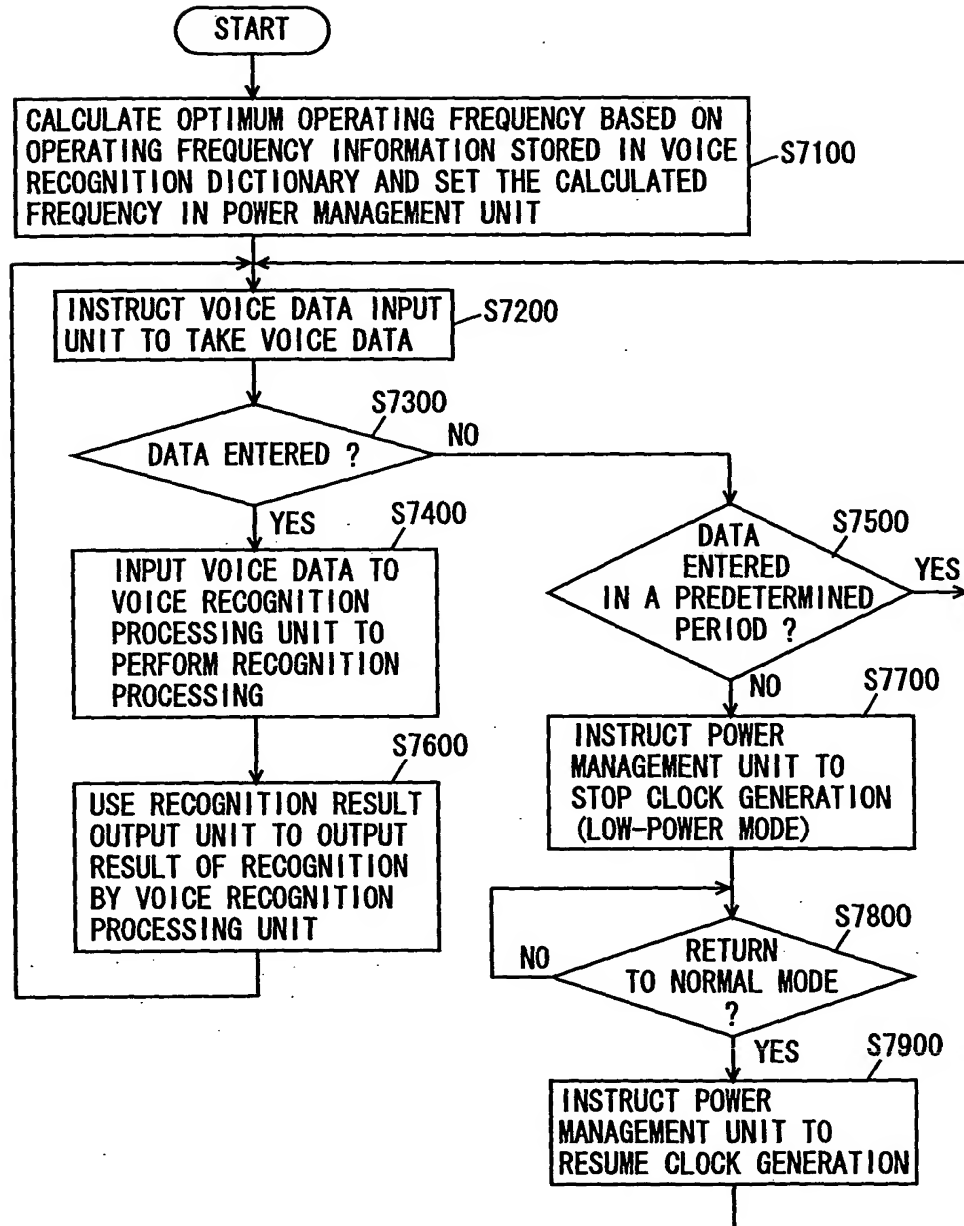 START
CALCULATE OPTIMUM OPERATING FREQUENCY BASED ON
OPERATING FREQUENCY INFORMATION STORED IN VOICE
RECOGNITION DICTIONARY AND SET THE CALCULATED
FREQUENCY IN POWER MANAGEMENT UNIT
S7100
INSTRUCT VOICE DATA INPUT
UNIT TO TAKE VOICE DATA
S7200
S7300
DATA ENTERED ?
NO
YES
S7400
INPUT VOICE DATA TO
VOICE RECOGNITION
PROCESSING UNIT TO
PERFORM RECOGNITION
PROCESSING
S7600
USE RECOGNITION RESULT
OUTPUT UNIT TO OUTPUT
RESULT OF RECOGNITION
BY VOICE RECOGNITION
PROCESSING UNIT
S7500
DATA
ENTERED
IN A PREDETERMINED
PERIOD ?
YES
NO
S7700
INSTRUCT POWER
MANAGEMENT UNIT TO
STOP CLOCK GENERATION
(LOW-POWER MODE)
S7800
RETURN
TO NORMAL MODE
?
NO
YES
S7900
INSTRUCT POWER
MANAGEMENT UNIT TO
RESUME CLOCK GENERATION